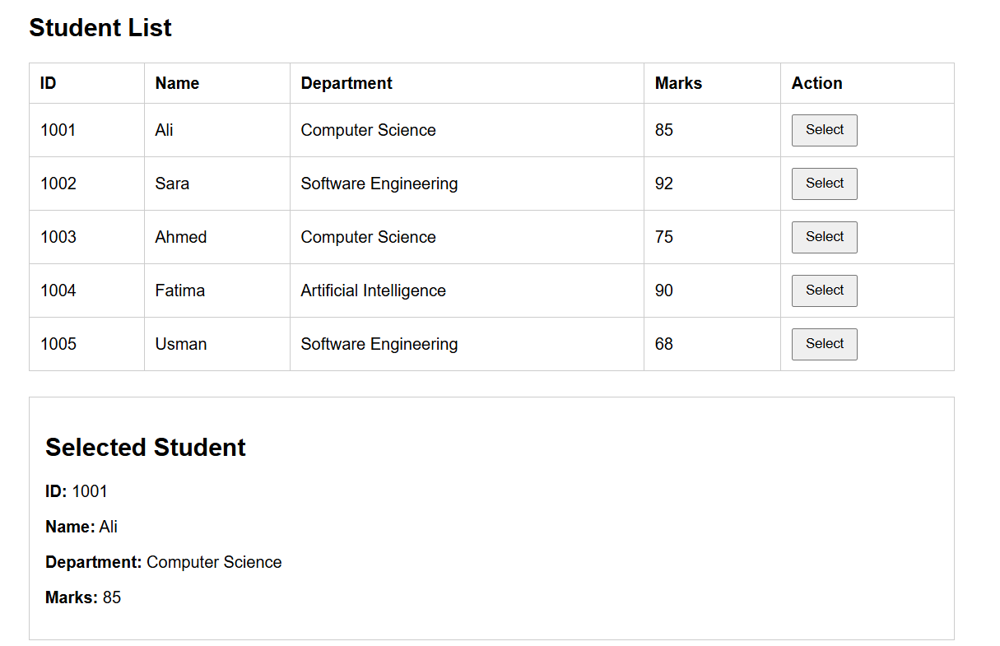 Student List
ID Name Department Marks Action
1001 Ali Computer Science 85 Select
1002 Sara Software Engineering 92 Select
1003 Ahmed Computer Science 75 Select
1004 Fatima Artificial Intelligence 90 Select
1005 Usman Software Engineering 68 Select
Selected Student
ID: 1001
Name: Ali
Department: Computer Science
Marks: 85